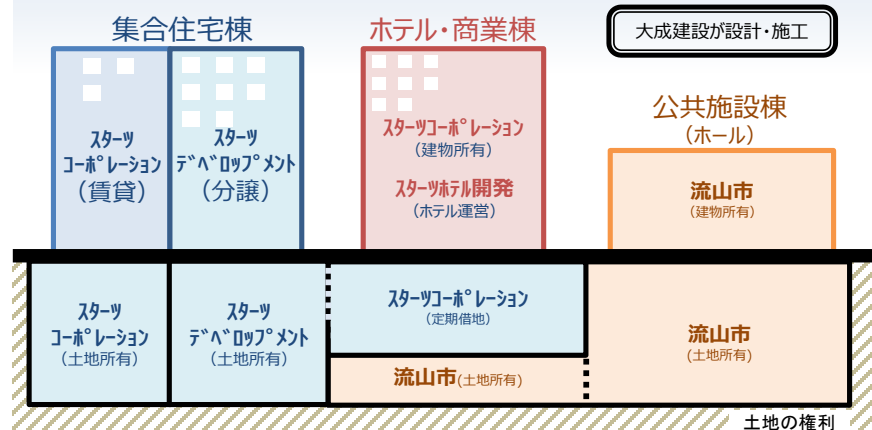 集合住宅棟
ホテル・商業棟
大成建設が設計・施工
公共施設棟
（ホール）
ｽﾀｰﾂ
ｺｰﾎﾟﾚｰｼｮﾝ
（賃貸）
ｽﾀｰﾂ
ﾃﾞﾍﾞﾛｯﾌﾟﾒﾝﾄ
（分譲）
ｽﾀｰﾂｺｰﾎﾟﾚｰｼｮﾝ
（建物所有）
ｽﾀｰﾂﾎﾃﾙ開発
（ホテル運営）
流山市
（建物所有）
ｽﾀｰﾂ
ｺｰﾎﾟﾚｰｼｮﾝ
（土地所有）
ｽﾀｰﾂ
ﾃﾞﾍﾞﾛｯﾌﾟﾒﾝﾄ
（土地所有）
ｽﾀｰﾂｺｰﾎﾟﾚｰｼｮﾝ
（定期借地）
流山市(土地所有)
流山市
(土地所有)
土地の権利